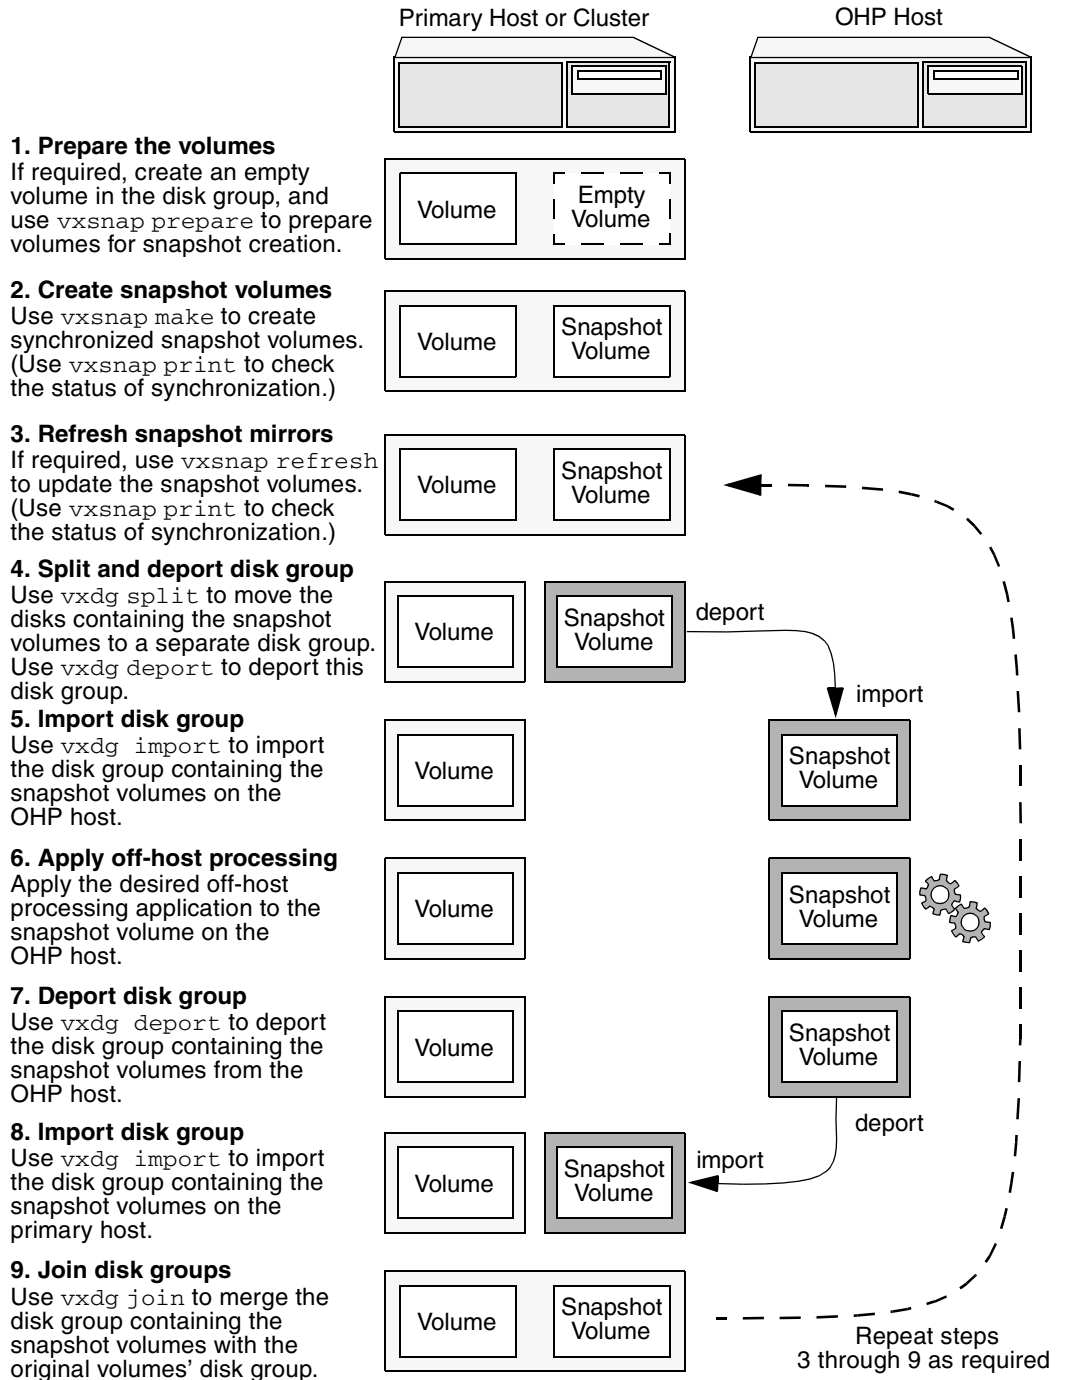 Primary Host or Cluster
OHP Host
1. Prepare the volumes
If required, create an empty
volume in the disk group, and
use vxsnap prepare to prepare
volumes for snapshot creation.
Volume
Empty
Volume
2. Create snapshot volumes
Use vxsnap make to create
synchronized snapshot volumes.
(Use vxsnap print to check
the status of synchronization.)
Volume
Snapshot
Volume
3. Refresh snapshot mirrors
If required, use vxsnap refresh
to update the snapshot volumes.
(Use vxsnap print to check
the status of synchronization.)
Volume
Snapshot
Volume
4. Split and deport disk group
Use vxdg split to move the
disks containing the snapshot
volumes to a separate disk group.
Use vxdg deport to deport this
disk group.
Volume
Snapshot
Volume
deport
import
5. Import disk group
Use vxdg import to import
the disk group containing the
snapshot volumes on the
OHP host.
Volume
Snapshot
Volume
6. Apply off-host processing
Apply the desired off-host
processing application to the
snapshot volume on the
OHP host.
Volume
Snapshot
Volume
7. Deport disk group
Use vxdg deport to deport
the disk group containing the
snapshot volumes from the
OHP host.
Volume
Snapshot
Volume
deport
8. Import disk group
Use vxdg import to import
the disk group containing the
snapshot volumes on the
primary host.
Volume
Snapshot
Volume
import
9. Join disk groups
Use vxdg join to merge the
disk group containing the
snapshot volumes with the
original volumes’ disk group.
Volume
Snapshot
Volume
Repeat steps
3 through 9 as required